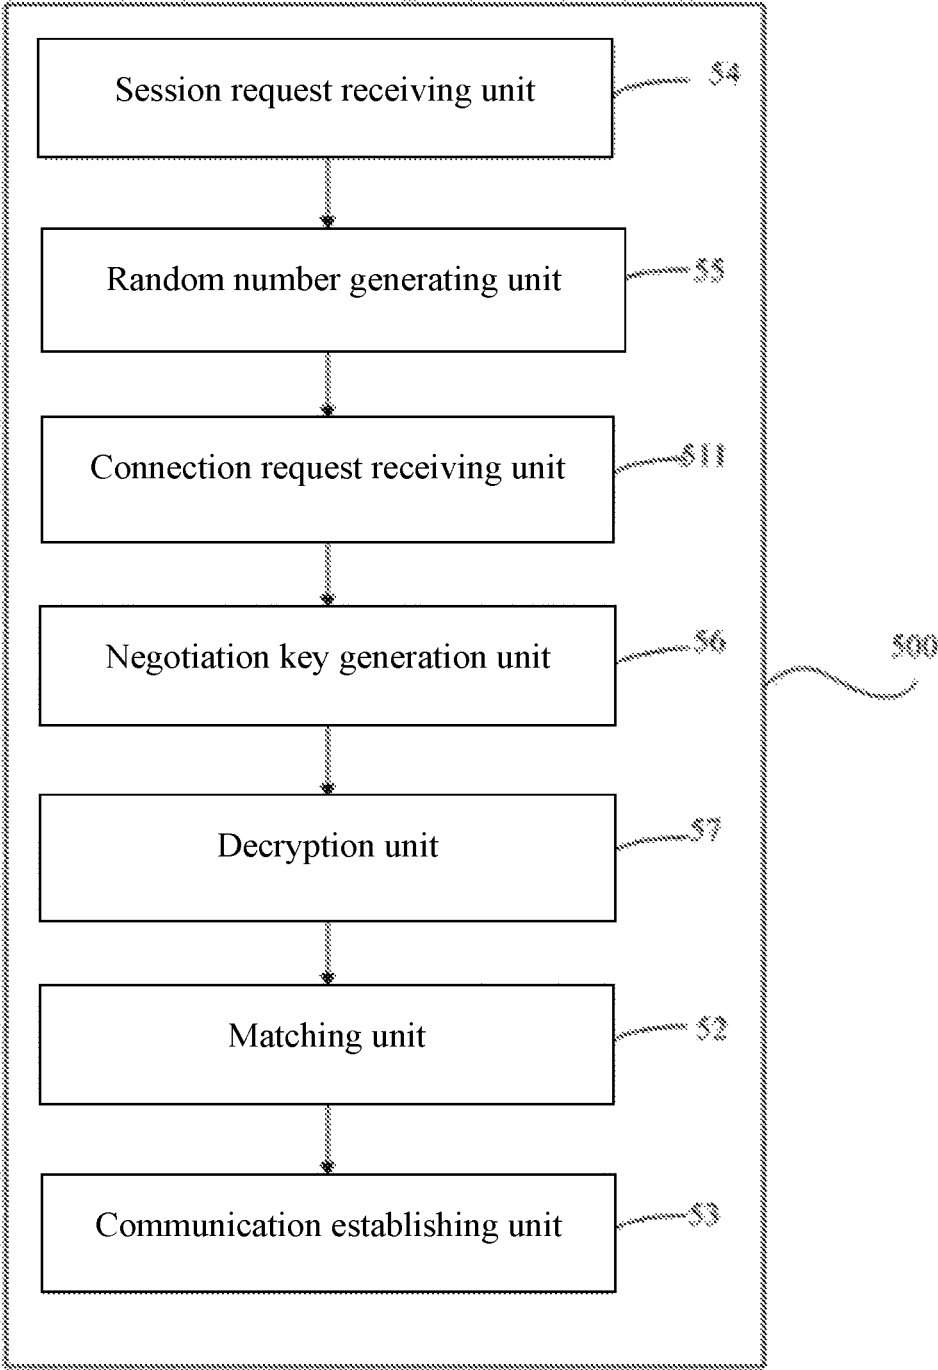 Session request receiving unit
54
Random number generating unit
55
Connection request receiving unit
511
Negotiation key generation unit
56
500
Decryption unit
57
Matching unit
52
Communication establishing unit
53